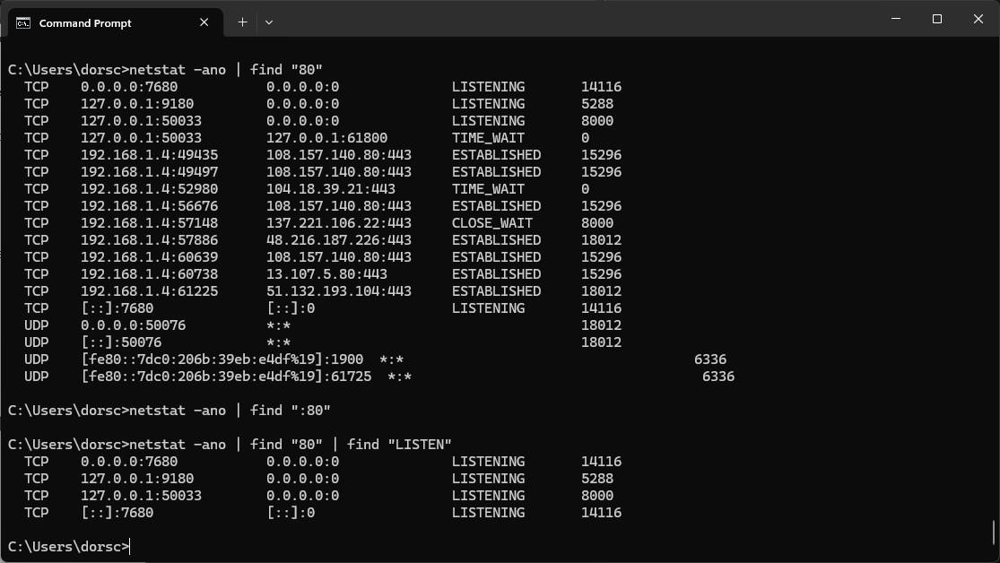 Command Prompt
C:\Users\dorsc>netstat -ano | find "80"
TCP 0.0.0.0:7680 0.0.0.0:0 LISTENING 14116
TCP 127.0.0.1:9180 0.0.0.0:0 LISTENING 5288
TCP 127.0.0.1:50033 0.0.0.0:0 LISTENING 8000
TCP 127.0.0.1:50033 127.0.0.1:61800 TIME_WAIT 0
TCP 192.168.1.4:49435 108.157.140.80:443 ESTABLISHED 15296
TCP 192.168.1.4:49497 108.157.140.80:443 ESTABLISHED 15296
TCP 192.168.1.4:52980 104.18.39.21:443 TIME_WAIT 0
TCP 192.168.1.4:56676 108.157.140.80:443 ESTABLISHED 15296
TCP 192.168.1.4:57148 137.221.106.22:443 CLOSE_WAIT 8000
TCP 192.168.1.4:57886 48.216.187.226:443 ESTABLISHED 18012
TCP 192.168.1.4:60639 108.157.140.80:443 ESTABLISHED 15296
TCP 192.168.1.4:60738 13.107.5.80:443 ESTABLISHED 15296
TCP 192.168.1.4:61225 51.132.193.104:443 ESTABLISHED 18012
TCP [::]:7680 [::]:0 LISTENING 14116
UDP 0.0.0.0:50076 *:* 18012
UDP [::]:50076 *:* 18012
UDP [fe80::7dc0:206b:39eb:e4df%19]:1900 *:* 6336
UDP [fe80::7dc0:206b:39eb:e4df%19]:61725 *:* 6336
C:\Users\dorsc>netstat -ano | find ":80"
C:\Users\dorsc>netstat -ano | find "80" | find "LISTEN"
TCP 0.0.0.0:7680 0.0.0.0:0 LISTENING 14116
TCP 127.0.0.1:9180 0.0.0.0:0 LISTENING 5288
TCP 127.0.0.1:50033 0.0.0.0:0 LISTENING 8000
TCP [::]:7680 [::]:0 LISTENING 14116
C:\Users\dorsc>